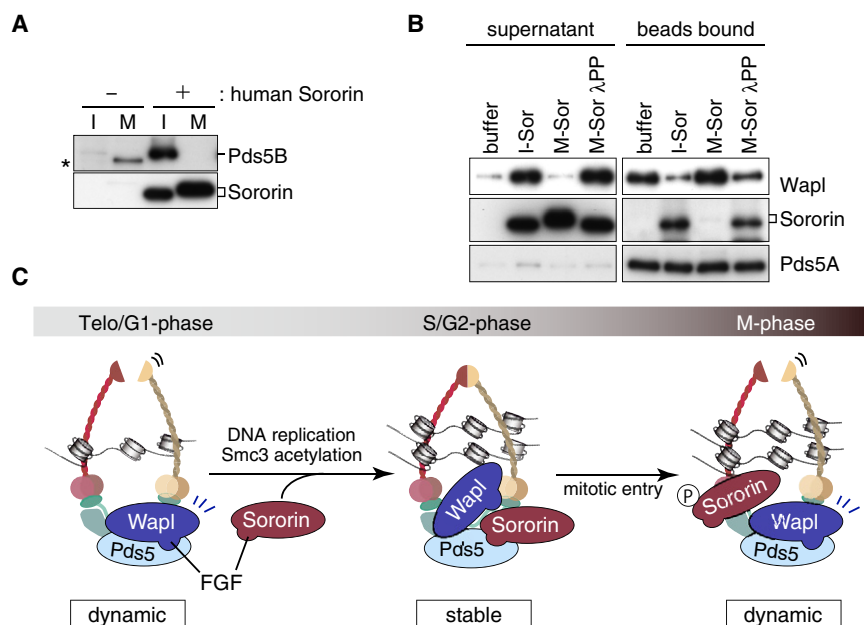 A
− +
: human Sororin
I M I M
* Pds5B
Sororin
B
supernatant beads bound
buffer I-Sor M-Sor M-Sor λPP buffer I-Sor M-Sor M-Sor λPP
Wapl
Sororin
Pds5A
C
Telo/G1-phase S/G2-phase M-phase
DNA replication
Smc3 acetylation
mitotic entry
Wapl Sororin Wapl Sororin P Sororin Wapl
Pds5 Pds5 Pds5
FGF
dynamic stable dynamic